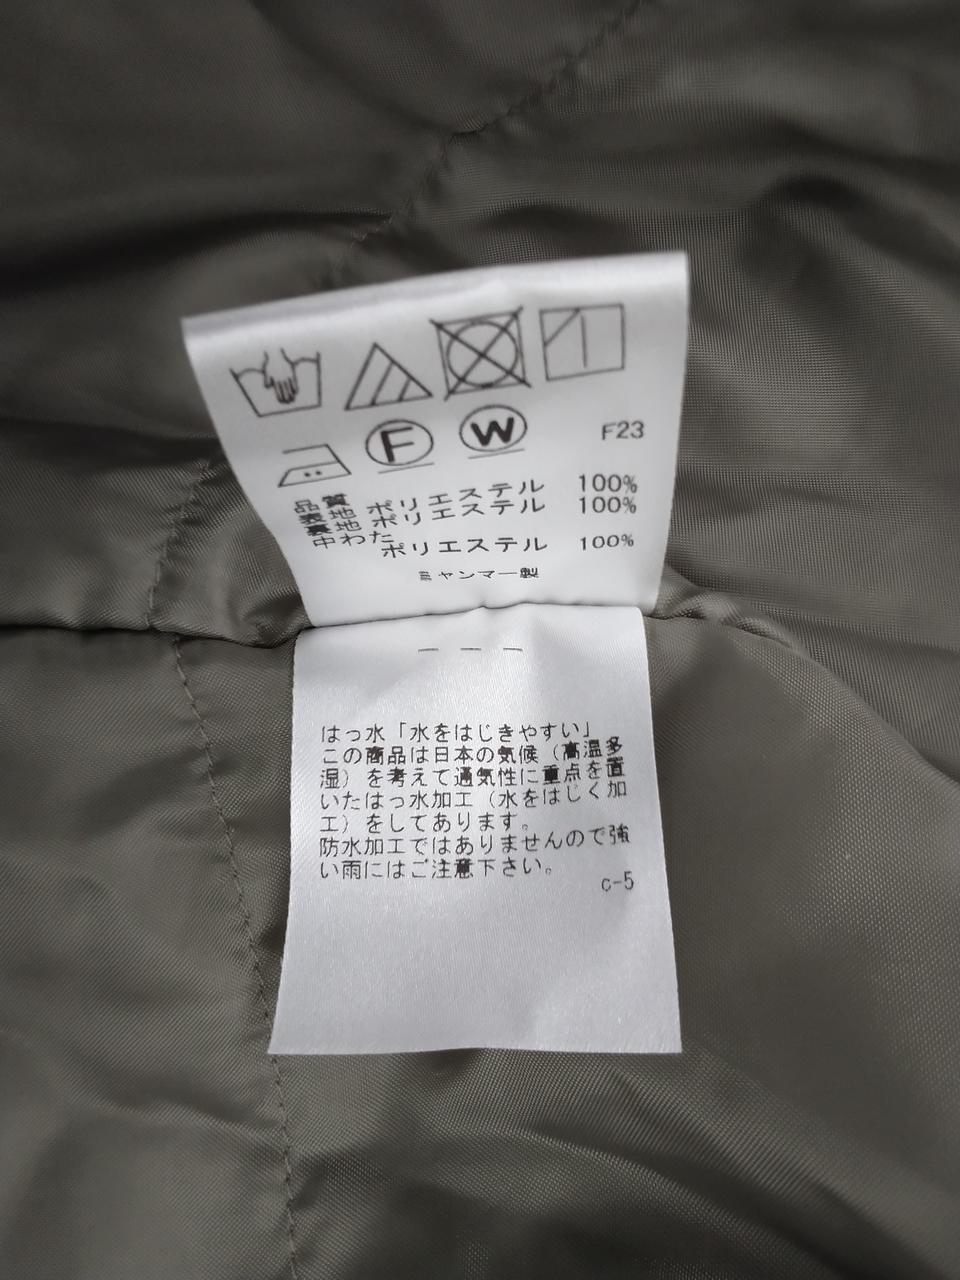 F W F23
品質
表地 ポリエステル 100%
裏地 ポリエステル 100%
中わた
ポリエステル 100%
ミャンマー製
はっ水「水をはじきやすい」
この商品は日本の気候（高温多
湿）を考えて通気性に重点を置
いたはっ水加工（水をはじく加
工）をしてあります。
防水加工ではありませんので強
い雨にはご注意下さい。
c-5